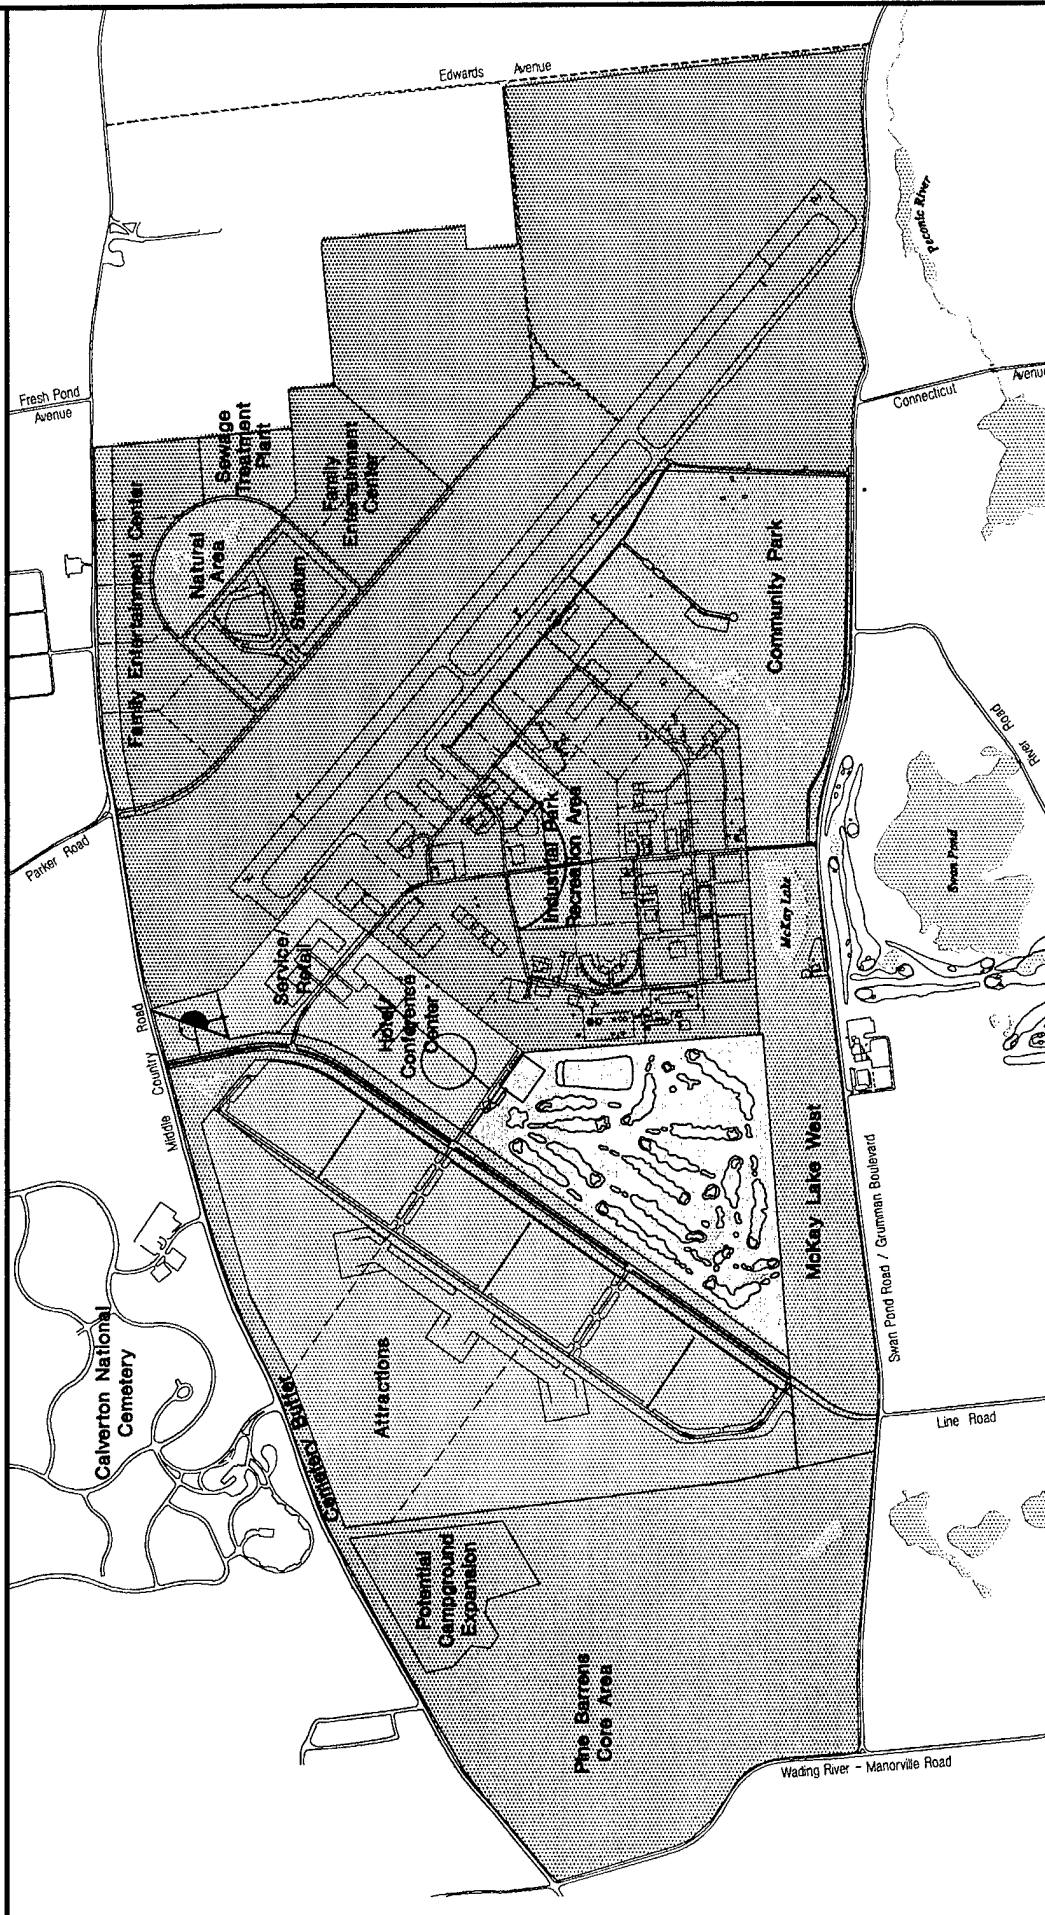 Edwards Avenue
Peconic River
Fresh Pond
Avenue
Connecticut Avenue
Sewage
Treatment
Plant
Family
Entertainment
Center
Family Entertainment Center
Natural
Area
Stadium
Community Park
River Road
Parker Road
Industrial Park
Recreation Area
Swan Pond
McKay Lake
Service/
Retail
Hotel/
Conference
Center
Middle Country Road
McKay Lake West
Swan Pond Road / Grumman Boulevard
Calverton National
Cemetery
Attractions
Cemetery Buffer
Line Road
Potential
Campground
Expansion
Pine Barrens
Core Area
Wading River - Manorville Road